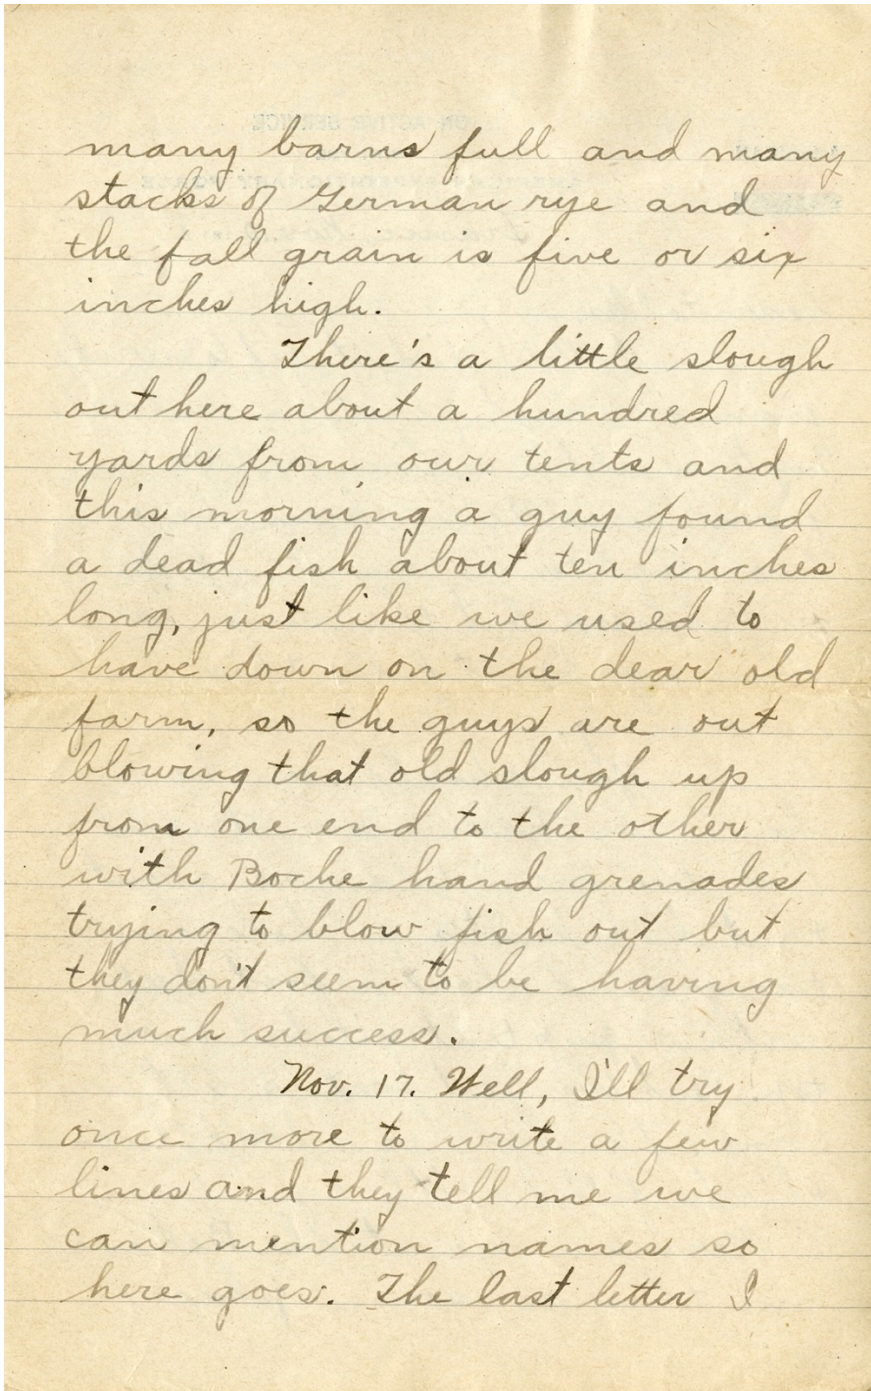 many barns full and many
stacks of German rye and
the fall grain is five or six
inches high.
There's a little slough
out here about a hundred
yards from our tents and
this morning a guy found
a dead fish about ten inches
long, just like we used to
have down on the dear old
farm, so the guys are out
blowing that old slough up
from one end to the other
with Boche hand grenades
trying to blow fish out but
they don't seem to be having
much success.
Nov. 17. Well, I'll try
once more to write a few
lines and they tell me we
can mention names so
here goes. The last letter I